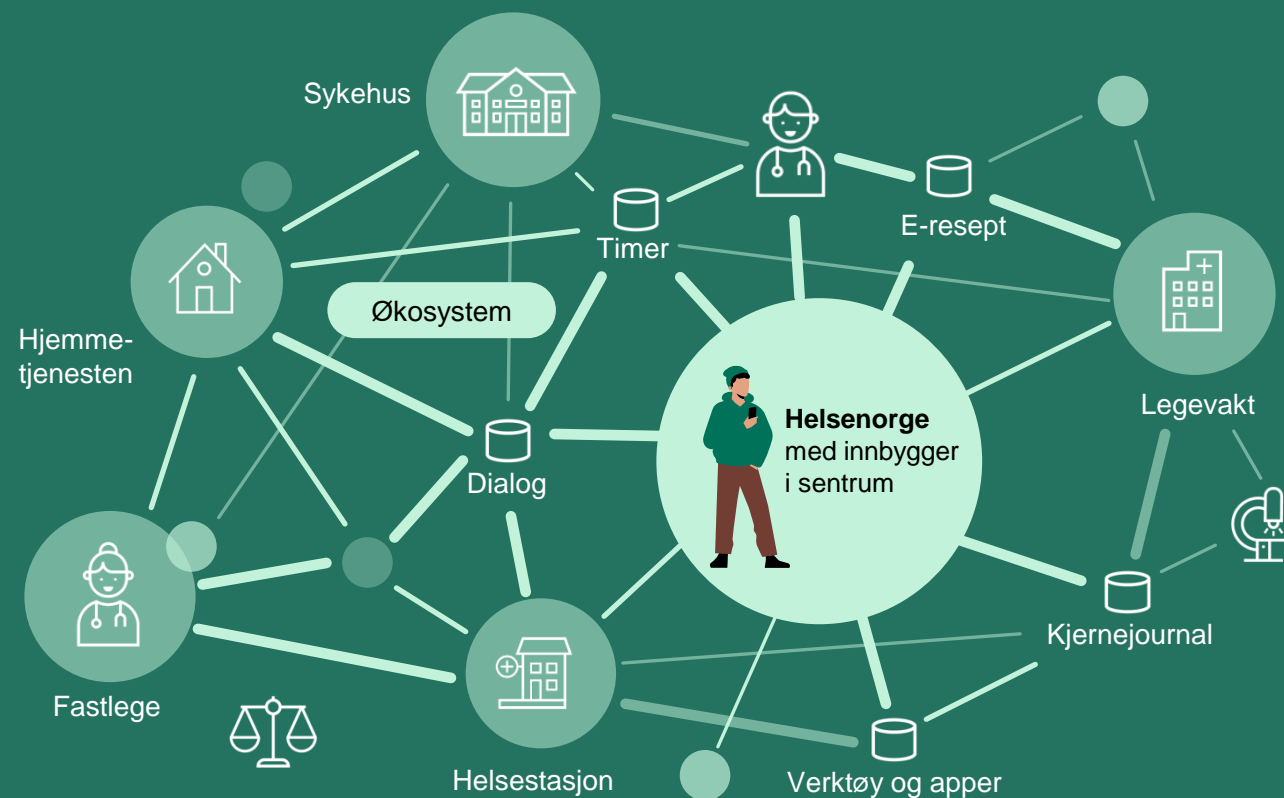 Sykehus
E-resept
Timer
Økosystem
Hjemme-
tjenesten
Legevakt
Helsenorge
med innbygger
i sentrum
Dialog
Kjernejournal
Fastlege
Helsestasjon
Verktøy og apper